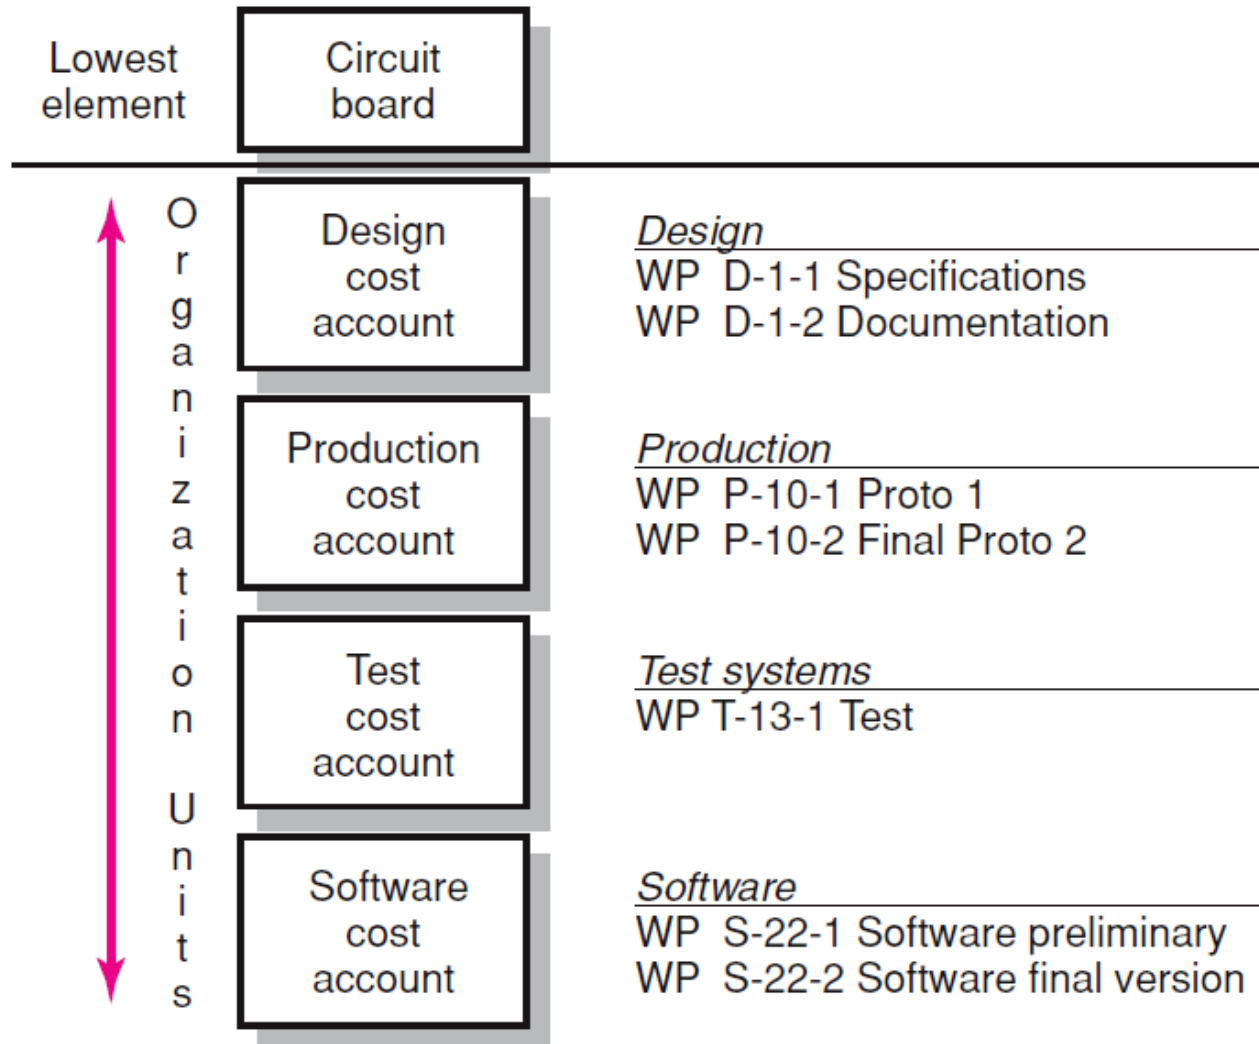 Lowest
element
Circuit
board
Organization Units
Design
cost
account
Design
WP D-1-1 Specifications
WP D-1-2 Documentation
Production
cost
account
Production
WP P-10-1 Proto 1
WP P-10-2 Final Proto 2
Test
cost
account
Test systems
WP T-13-1 Test
Software
cost
account
Software
WP S-22-1 Software preliminary
WP S-22-2 Software final version